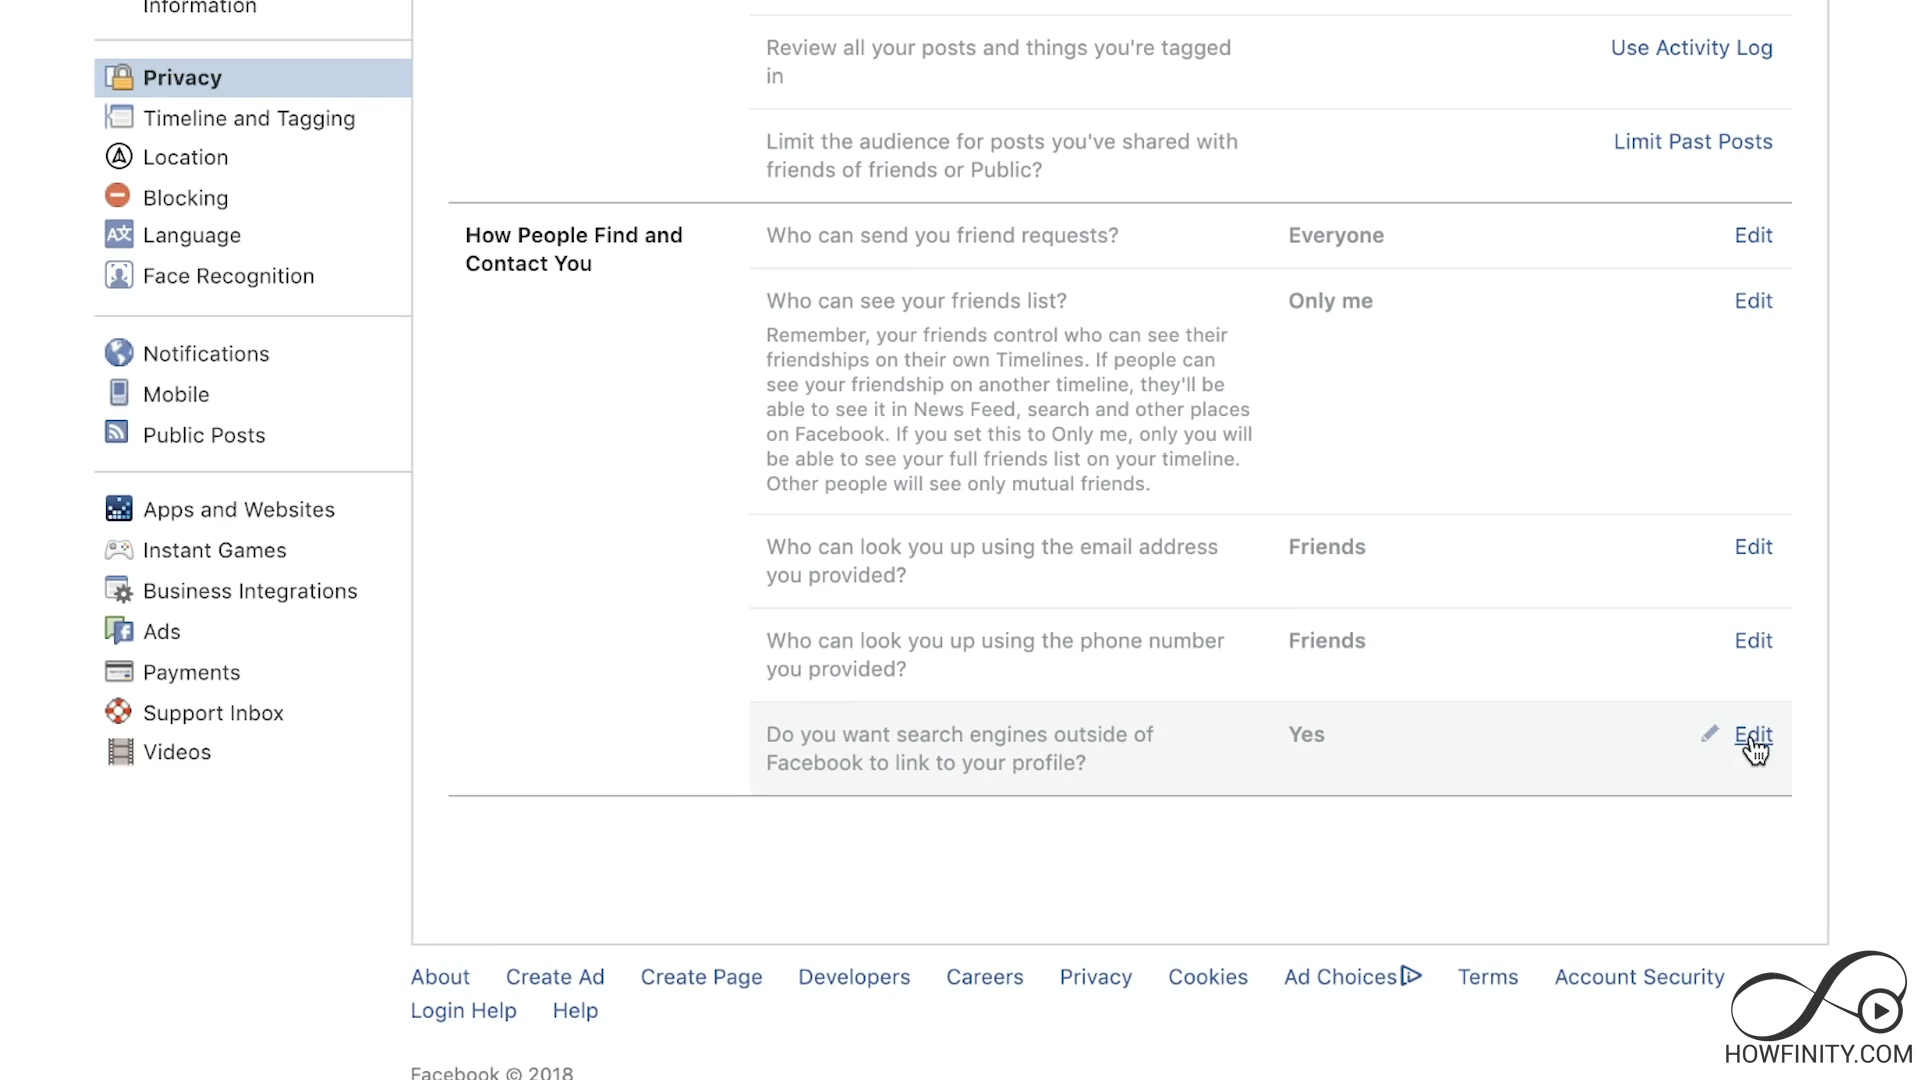 Information
Privacy
Timeline and Tagging
Location
Blocking
Language
Face Recognition
Notifications
Mobile
Public Posts
Apps and Websites
Instant Games
Business Integrations
Ads
Payments
Support Inbox
Videos
Review all your posts and things you're tagged
in
Use Activity Log
Limit the audience for posts you've shared with
friends of friends or Public?
Limit Past Posts
How People Find and
Contact You
Who can send you friend requests?
Everyone
Edit
Who can see your friends list?
Only me
Edit
Remember, your friends control who can see their
friendships on their own Timelines. If people can
see your friendship on another timeline, they'll be
able to see it in News Feed, search and other places
on Facebook. If you set this to Only me, only you will
be able to see your full friends list on your timeline.
Other people will see only mutual friends.
Who can look you up using the email address
you provided?
Friends
Edit
Who can look you up using the phone number
you provided?
Friends
Edit
Do you want search engines outside of
Facebook to link to your profile?
Yes
Edit
About Create Ad Create Page Developers Careers Privacy Cookies Ad Choices Terms Account Security
Login Help Help
Facebook © 2018
HOWFINITY.COM